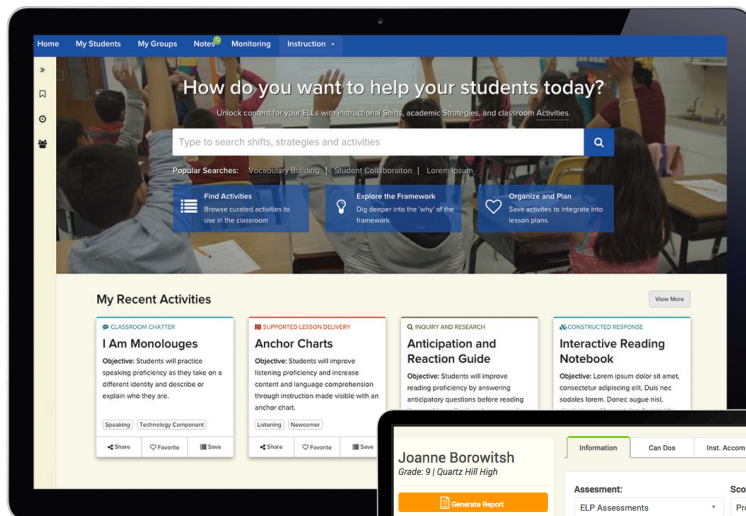 Home My Students My Groups Notes Monitoring Instruction
How do you want to help your students today?
Unlock content for your ELLs with instructional Shifts, academic Strategies, and classroom Activities.
Type to search shifts, strategies and activities
Popular Searches: Vocabulary Building | Student Collaboraiton | Lorem Ipsum
Find Activities
Browse curated activities to
use in the classroom
Explore the Framework
Dig deeper into the 'why' of the
framework.
Organize and Plan
Save activites to integrate into
lesson plans.
My Recent Activities
View More
CLASSROOM CHATTER
I Am Monolouges
Objective: Students will practice
speaking proficiency as they take on a
different identity and describe or
explain who they are.
Speaking Technology Component
Share Favorite Save
SUPPORTED LESSON DELIVERY
Anchor Charts
Objective: Students will improve
listening proficiency and increase
content and language comprehension
through instruction made visible with an
anchor chart.
Listening Newcomer
Share Favorite Save
INQUIRY AND RESEARCH
Anticipation and
Reaction Guide
Objective: Students will improve
reading proficiency by answering
anticipatory questions before reading
CONSTRUCTED RESPONSE
Interactive Reading
Notebook
Objective: Lorem ipsum dolor sit amet,
consectetur adipiscing elit. Duis nec
sodales lorem. Donec augue nisl,
Joanne Borowitsh
Grade: 9 | Quartz Hill High
Generate Report
Information Can Dos Inst. Accom
Assesment: Sco
ELP Assessments Pr